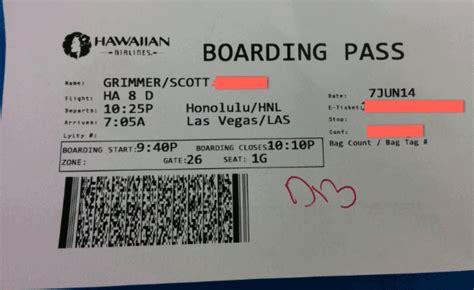 HAWAIIAN
AIRLINES.
BOARDING PASS
Name: GRIMMER/SCOTT
Flight: HA 8 D
Date: 7JUN14
Departs: 10:25P Honolulu/HNL
E-Ticket:
Arrives: 7:05A Las Vegas/LAS
Stop:
Lylty #:
Conf:
BOARDING START: 9:40P BOARDING CLOSES 10:10P
Bag Count / Bag Tag #
ZONE: GATE: 26 SEAT: 1G